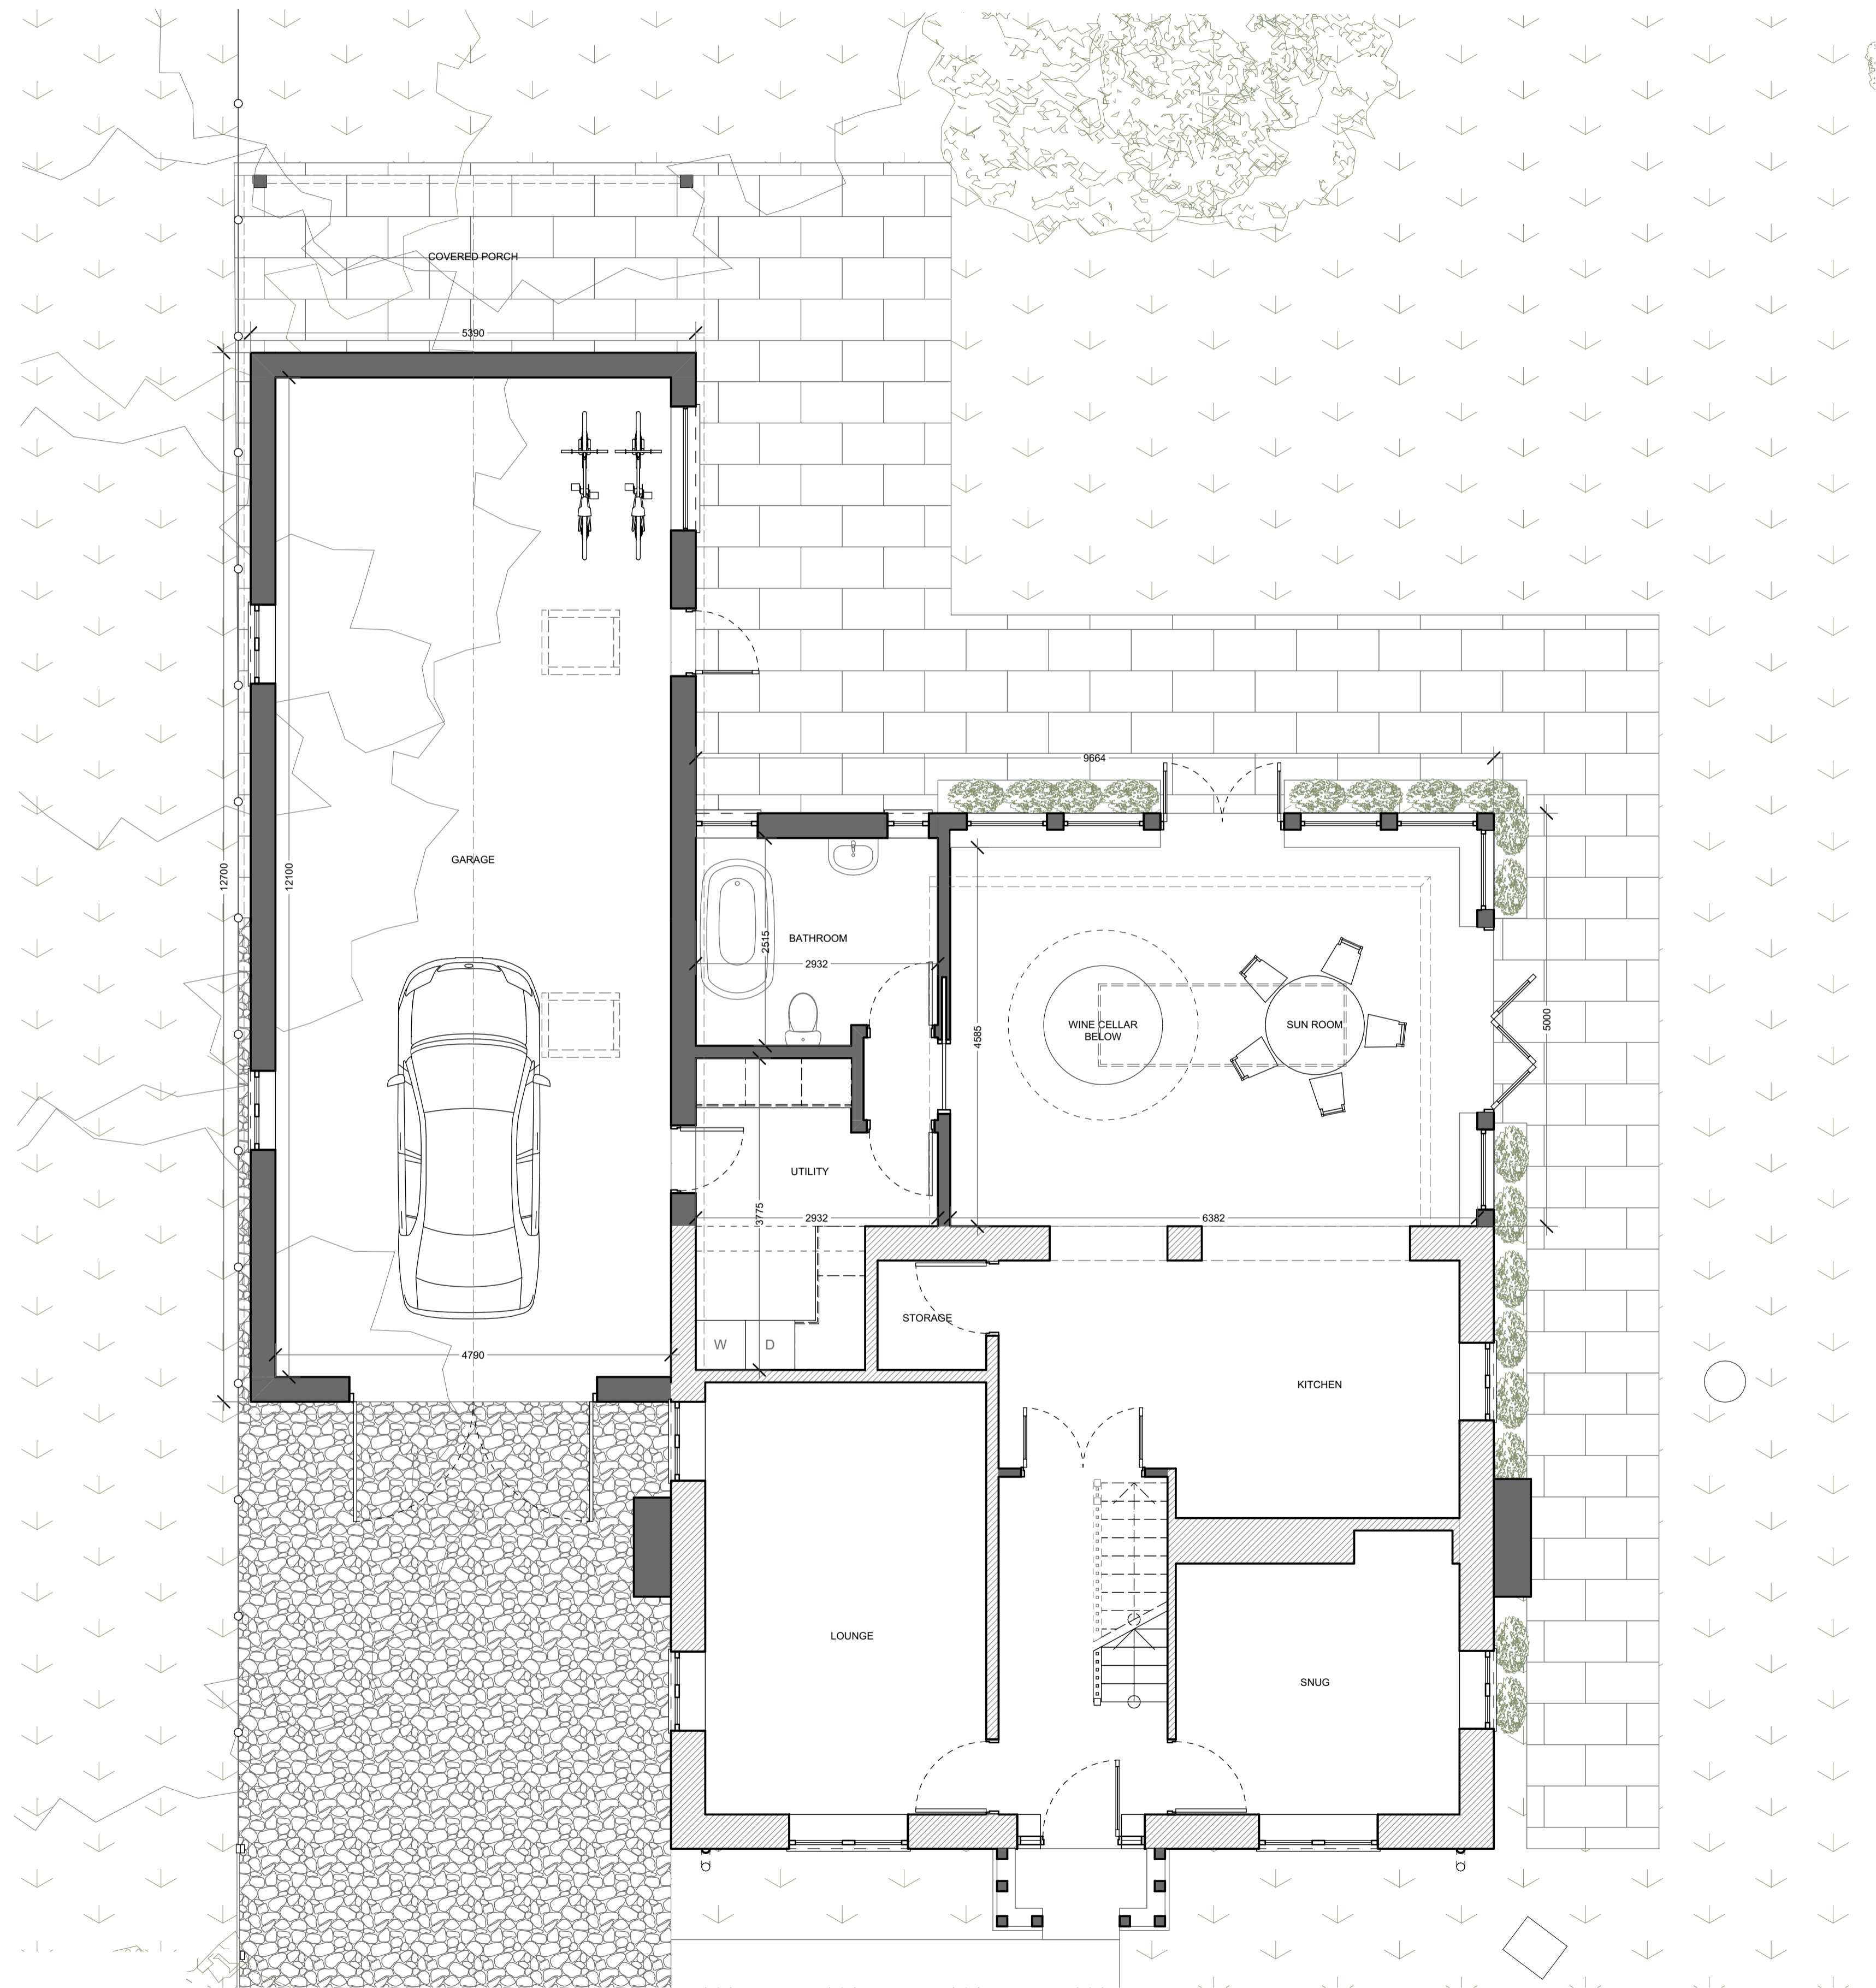 COVERED PORCH
5390
9664
GARAGE
12700
12100
BATHROOM
2515
2932
WINE CELLAR
BELOW
SUN ROOM
5000
4585
UTILITY
3775
2932
6382
STORAGE
W
D
4790
KITCHEN
LOUNGE
SNUG